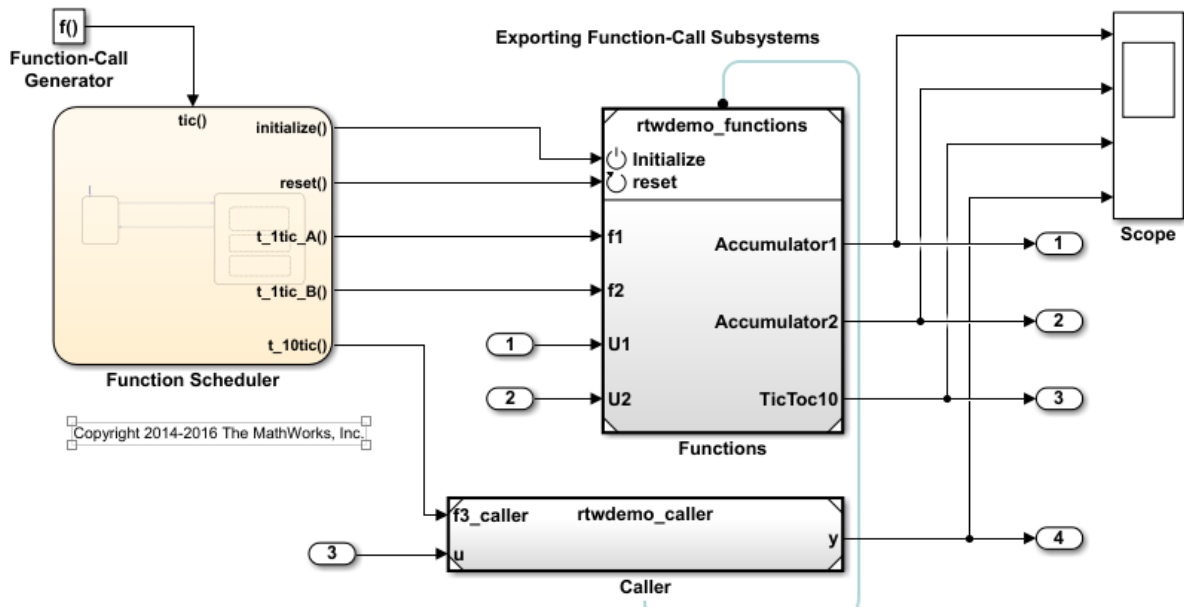 f()
Function-Call
Generator
Exporting Function-Call Subsystems
tic()
initialize()
reset()
t_1tic_A()
t_1tic_B()
t_10tic()
Function Scheduler
Copyright 2014-2016 The MathWorks, Inc.
rtwdemo_functions
Initialize
reset
f1
f2
1
U1
2
U2
Accumulator1
Accumulator2
TicToc10
Functions
Scope
1
2
3
f3_caller
rtwdemo_caller
3
u
y
4
Caller